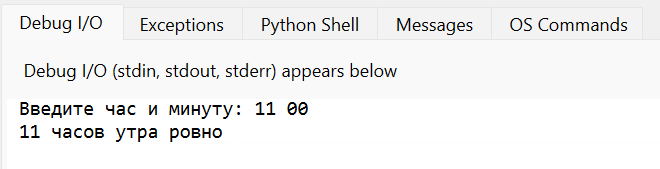 Debug I/O Exceptions Python Shell Messages OS Commands
Debug I/O (stdin, stdout, stderr) appears below
Введите час и минуту: 11 00
11 часов утра ровно